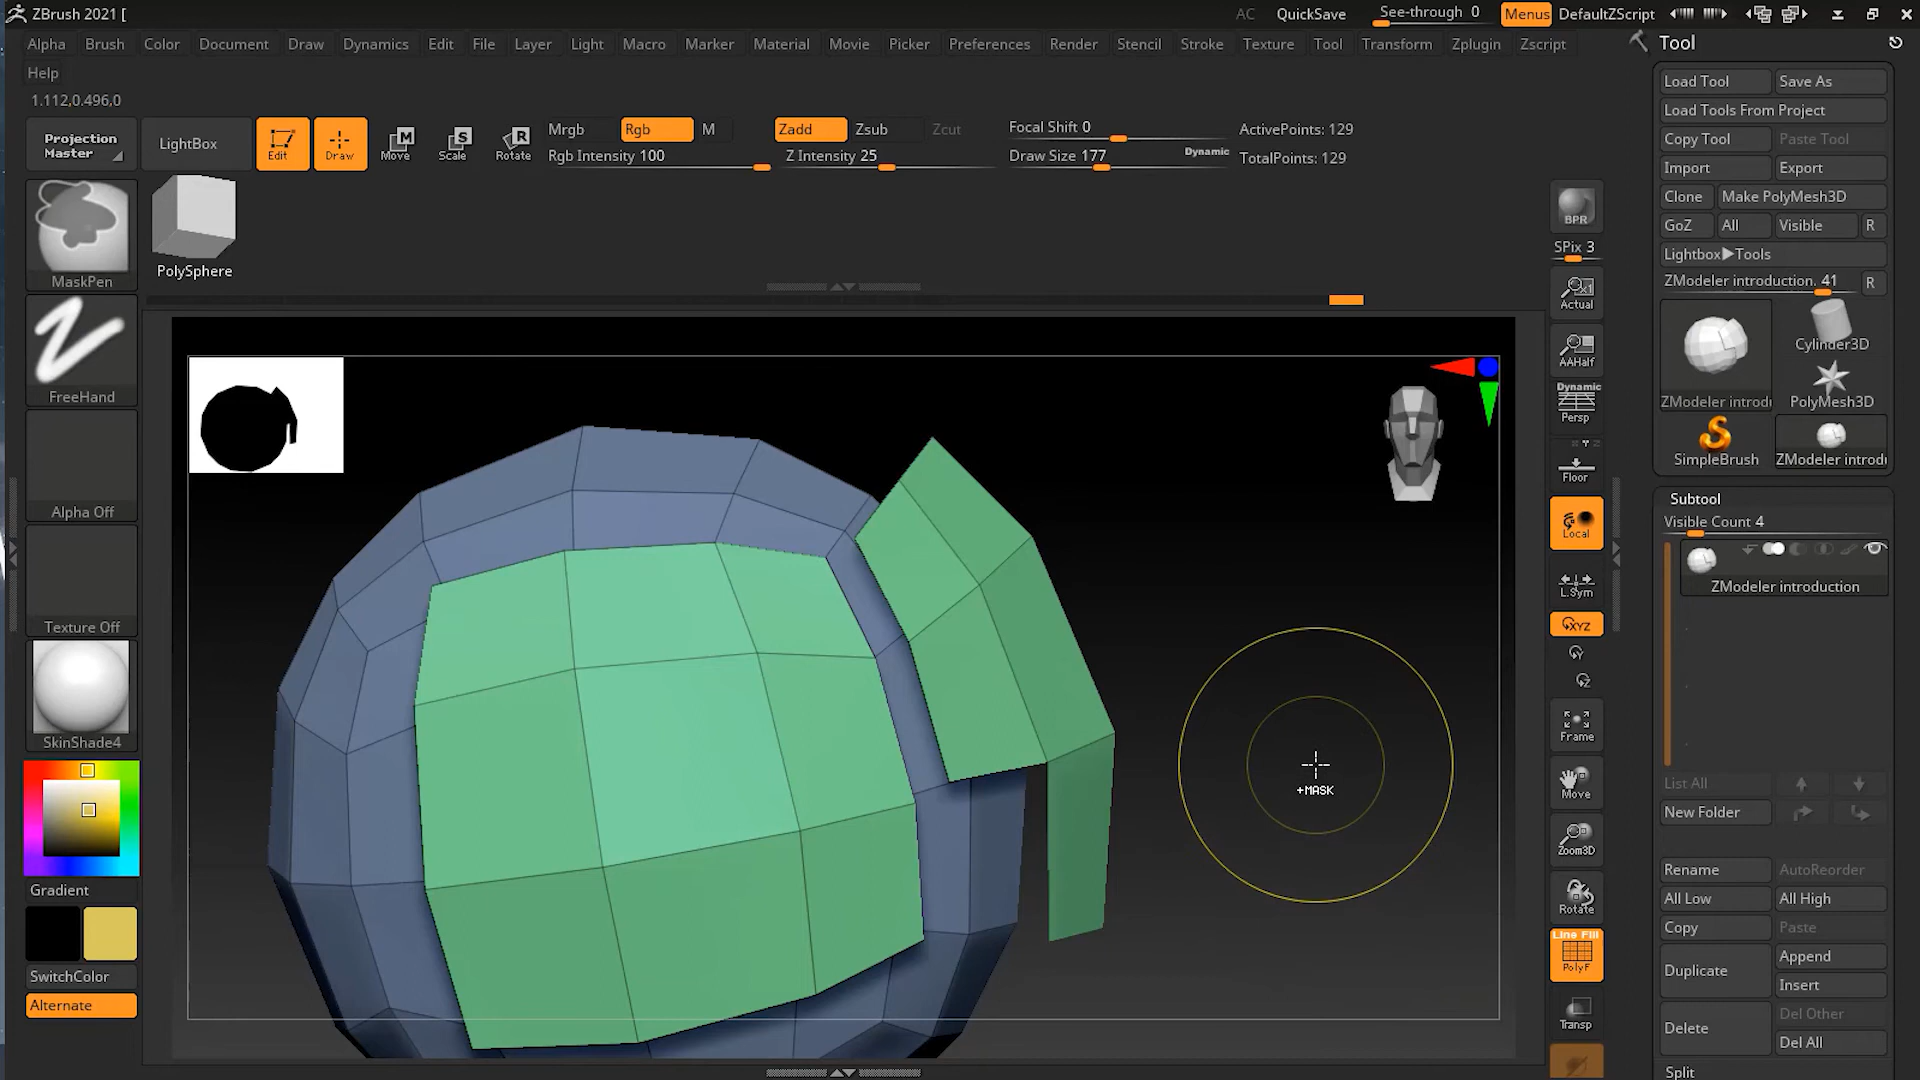 ZBrush 2021 [
AC
QuickSave
See-through 0
Menus
DefaultZScript
Alpha
Brush
Color
Document
Draw
Dynamics
Edit
File
Layer
Light
Macro
Marker
Material
Movie
Picker
Preferences
Render
Stencil
Stroke
Texture
Tool
Transform
Zplugin
Zscript
Help
1.112,0.496,0
Projection
Master
LightBox
Edit
Draw
M
Move
S
Scale
R
Rotate
Mrgb
Rgb
M
Rgb Intensity 100
Zadd
Zsub
Zcut
Z Intensity 25
Focal Shift 0
Draw Size 177
Dynamic
ActivePoints: 129
TotalPoints: 129
MaskPen
PolySphere
FreeHand
Alpha Off
Texture Off
SkinShade4
Gradient
SwitchColor
Alternate
+MASK
BPR
SPix 3
Actual
AAHalf
Dynamic
Persp
Floor
Local
L.Sym
XYZ
Y
Z
Frame
Move
Zoom3D
Rotate
Line Fill
PolyF
Transp
Tool
Load Tool
Save As
Load Tools From Project
Copy Tool
Paste Tool
Import
Export
Clone
Make PolyMesh3D
GoZ
All
Visible
R
Lightbox▶Tools
ZModeler introduction. 41
R
ZModeler introdu
Cylinder3D
PolyMesh3D
SimpleBrush
ZModeler introdu
Subtool
Visible Count 4
ZModeler introduction
List All
New Folder
Rename
AutoReorder
All Low
All High
Copy
Paste
Duplicate
Append
Insert
Delete
Del Other
Del All
Split